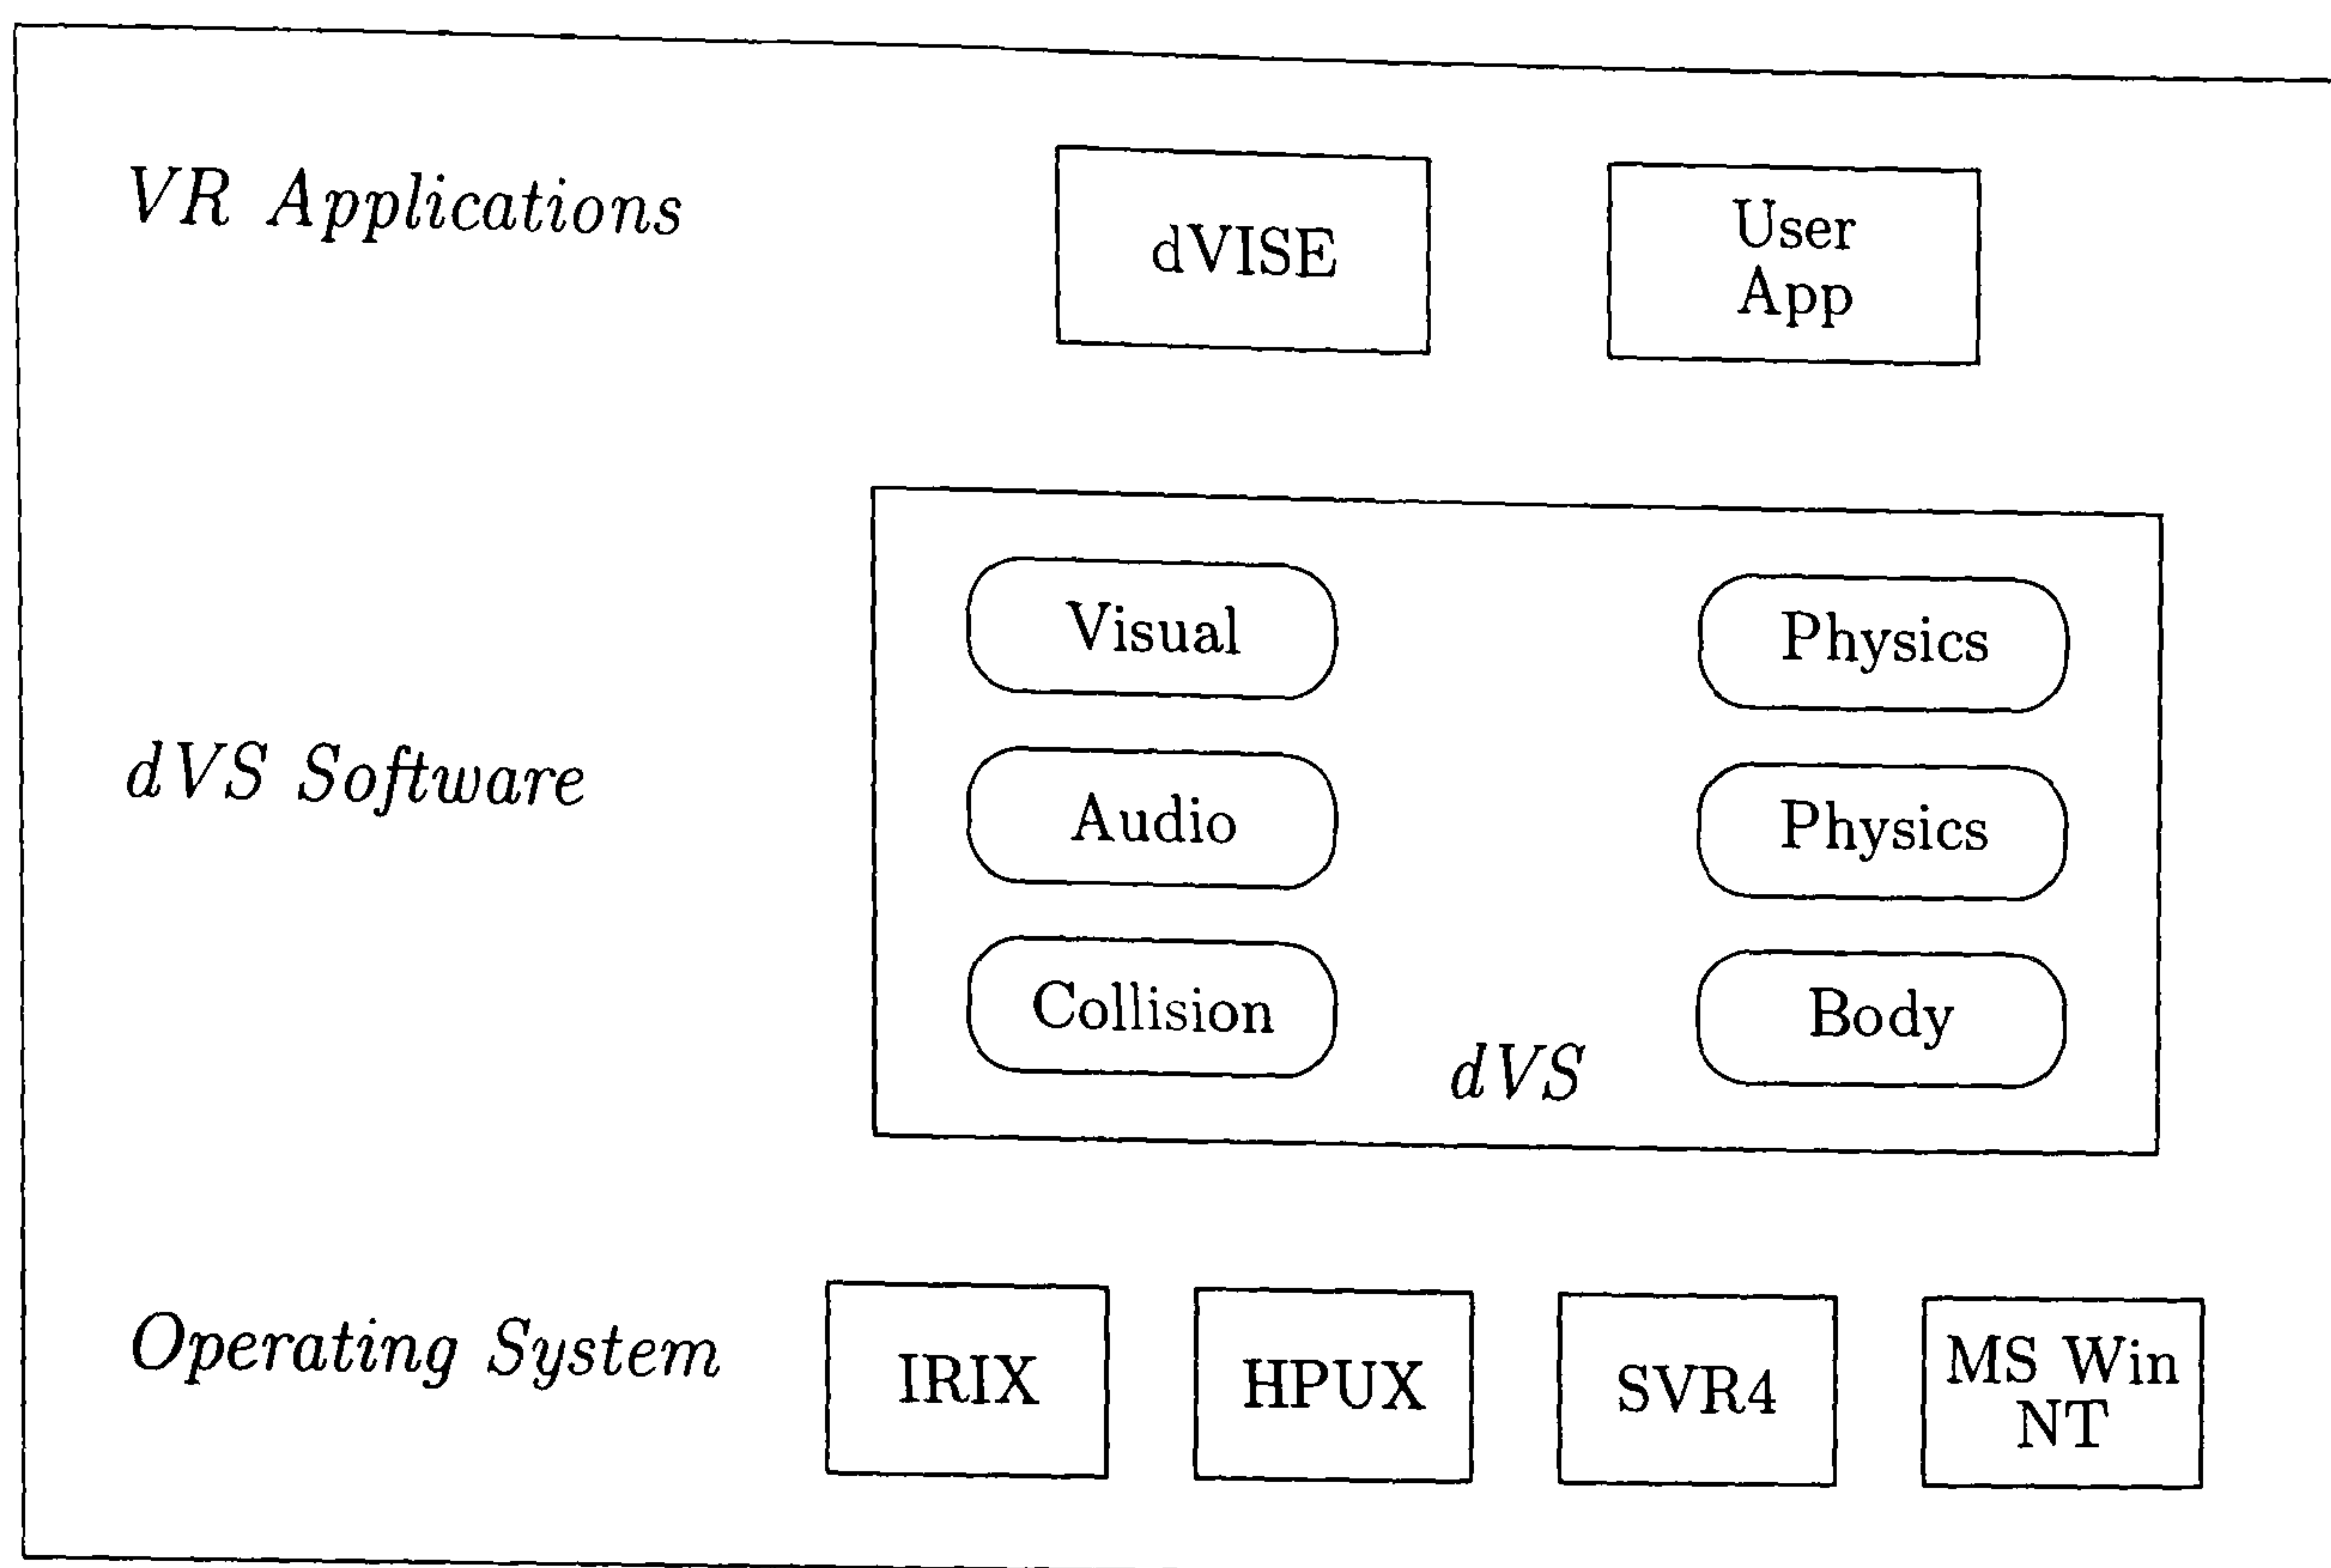 VR Applications
dVISE
User
App
dVS Software
Visual
Physics
Audio
Physics
Collision
Body
dVS
Operating System
IRIX
HPUX
SVR4
MS Win
NT